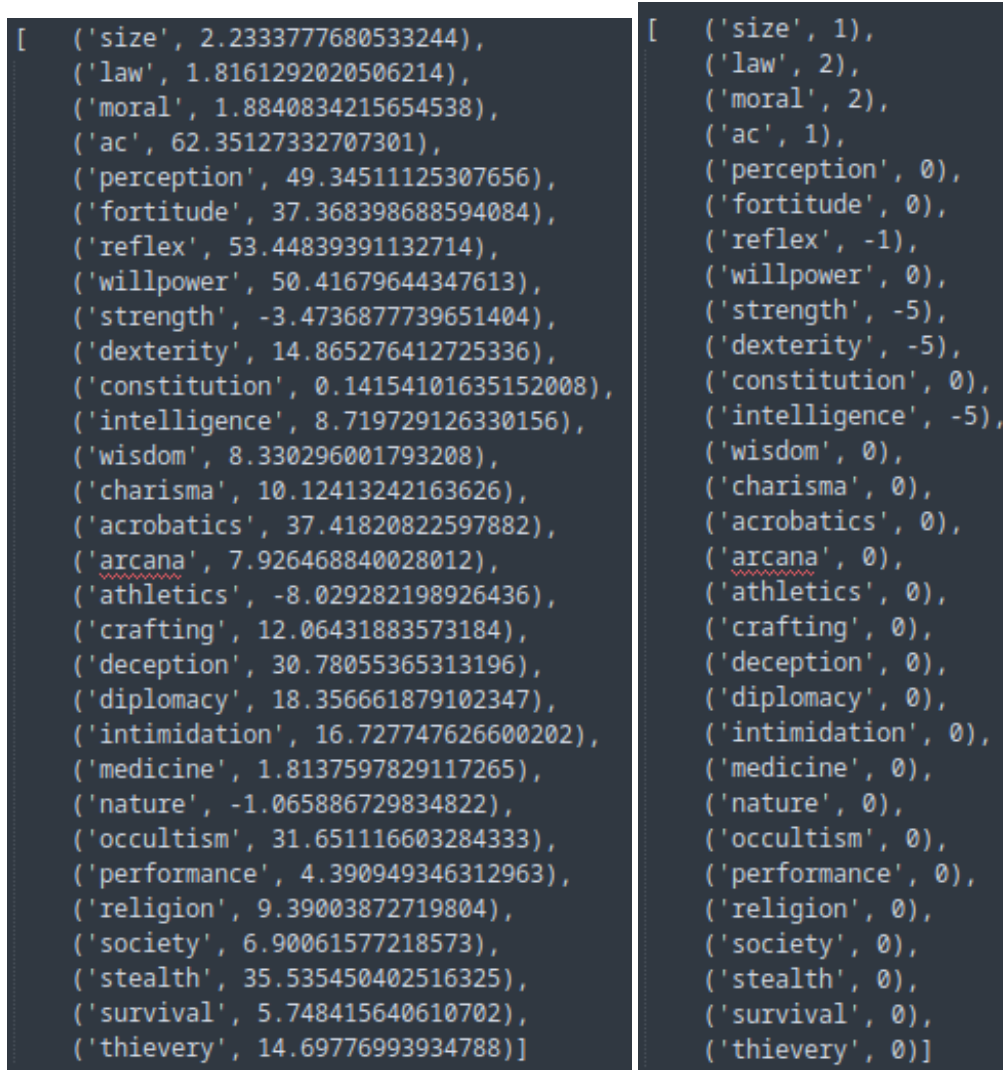 [ ('size', 2.2333777680533244),
('law', 1.8161292020506214),
('moral', 1.8840834215654538),
('ac', 62.35127332707301),
('perception', 49.34511125307656),
('fortitude', 37.368398688594084),
('reflex', 53.44839391132714),
('willpower', 50.41679644347613),
('strength', -3.4736877739651404),
('dexterity', 14.865276412725336),
('constitution', 0.14154101635152008),
('intelligence', 8.719729126330156),
('wisdom', 8.330296001793208),
('charisma', 10.12413242163626),
('acrobatics', 37.41820822597882),
('arcana', 7.926468840028012),
('athletics', -8.029282198926436),
('crafting', 12.06431883573184),
('deception', 30.78055365313196),
('diplomacy', 18.356661879102347),
('intimidation', 16.727747626600202),
('medicine', 1.8137597829117265),
('nature', -1.065886729834822),
('occultism', 31.651116603284333),
('performance', 4.390949346312963),
('religion', 9.39003872719804),
('society', 6.90061577218573),
('stealth', 35.5354504402516325),
('survival', 5.748415640610702),
('thievery', 14.69776993934788)]
[ ('size', 1),
('law', 2),
('moral', 2),
('ac', 1),
('perception', 0),
('fortitude', 0),
('reflex', -1),
('willpower', 0),
('strength', -5),
('dexterity', -5),
('constitution', 0),
('intelligence', -5),
('wisdom', 0),
('charisma', 0),
('acrobatics', 0),
('arcana', 0),
('athletics', 0),
('crafting', 0),
('deception', 0),
('diplomacy', 0),
('intimidation', 0),
('medicine', 0),
('nature', 0),
('occultism', 0),
('performance', 0),
('religion', 0),
('society', 0),
('stealth', 0),
('survival', 0),
('thievery', 0)]